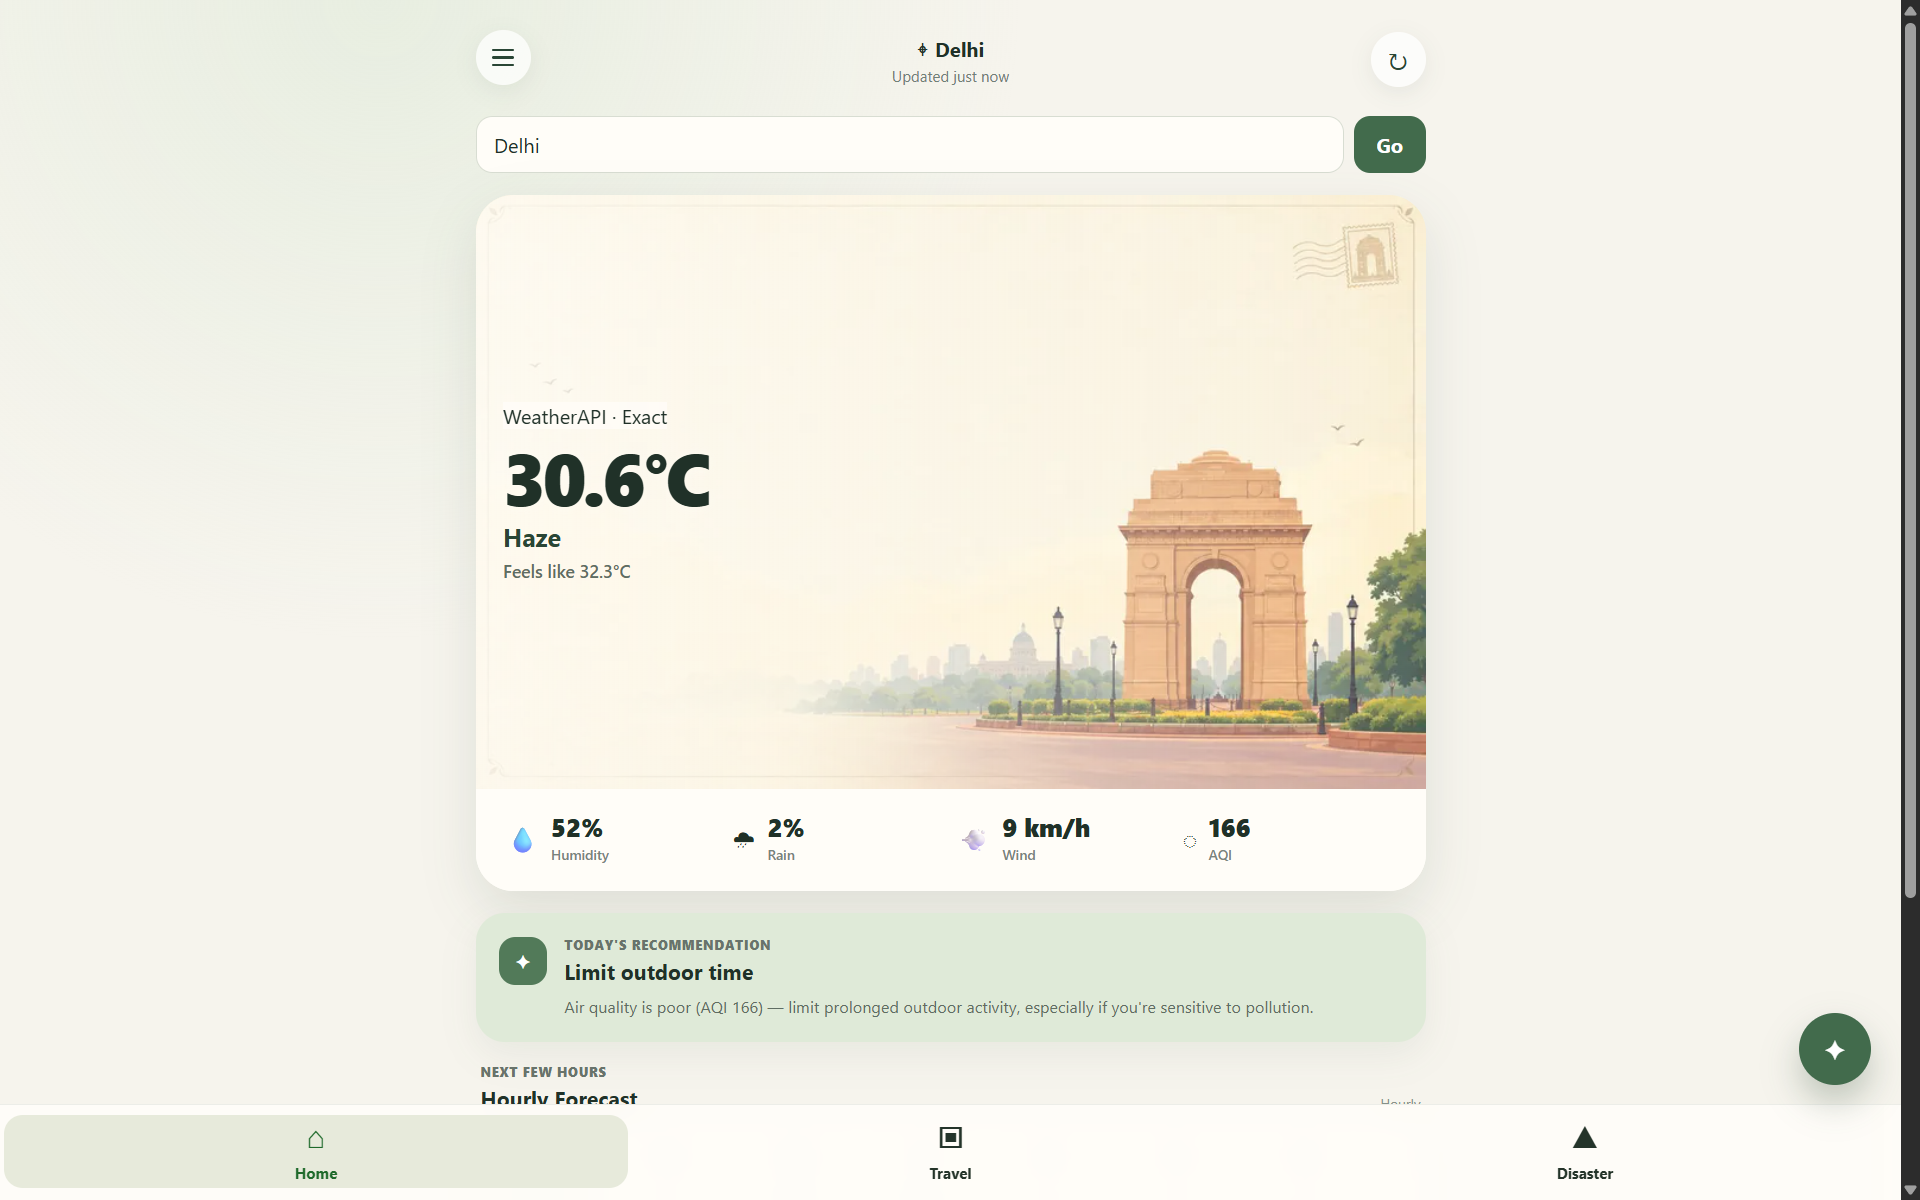 Delhi
Updated just now
Delhi
Go
WeatherAPI · Exact
30.6°C
Haze
Feels like 32.3°C
52%
Humidity
2%
Rain
9 km/h
Wind
166
AQI
TODAY'S RECOMMENDATION
Limit outdoor time
Air quality is poor (AQI 166) — limit prolonged outdoor activity, especially if you're sensitive to pollution.
NEXT FEW HOURS
Hourly Forecast
Hourly
Home
Travel
Disaster